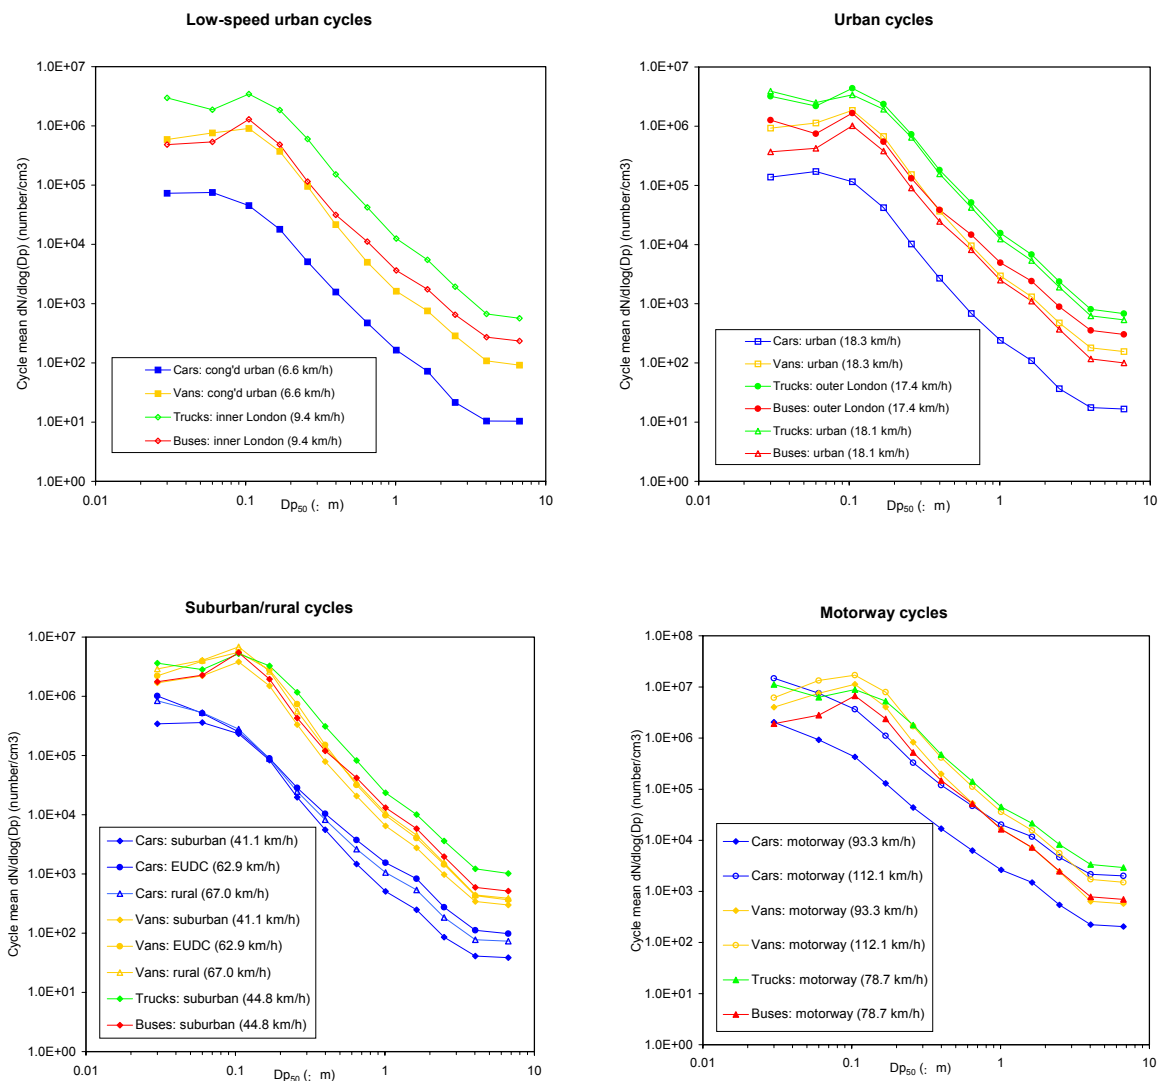 Low-speed urban cycles
Cycle mean dN/dlog(Dp) (number/cm3)
1.0E+07
1.0E+06
1.0E+05
1.0E+04
1.0E+03
1.0E+02
1.0E+01
1.0E+00
Cars: cong'd urban (6.6 km/h)
Vans: cong'd urban (6.6 km/h)
Trucks: inner London (9.4 km/h)
Buses: inner London (9.4 km/h)
0.01 0.1 1 10
Dp50 (: m)
Urban cycles
Cycle mean dN/dlog(Dp) (number/cm3)
1.0E+07
1.0E+06
1.0E+05
1.0E+04
1.0E+03
1.0E+02
1.0E+01
1.0E+00
Cars: urban (18.3 km/h)
Vans: urban (18.3 km/h)
Trucks: outer London (17.4 km/h)
Buses: outer London (17.4 km/h)
Trucks: urban (18.1 km/h)
Buses: urban (18.1 km/h)
0.01 0.1 1 10
Dp50 (: m)
Suburban/rural cycles
Cycle mean dN/dlog(Dp) (number/cm3)
1.0E+07
1.0E+06
1.0E+05
1.0E+04
1.0E+03
1.0E+02
1.0E+01
1.0E+00
Cars: suburban (41.1 km/h)
Cars: EUDC (62.9 km/h)
Cars: rural (67.0 km/h)
Vans: suburban (41.1 km/h)
Vans: EUDC (62.9 km/h)
Vans: rural (67.0 km/h)
Trucks: suburban (44.8 km/h)
Buses: suburban (44.8 km/h)
0.01 0.1 1 10
Dp50 (: m)
Motorway cycles
Cycle mean dN/dlog(Dp) (number/cm3)
1.0E+08
1.0E+07
1.0E+06
1.0E+05
1.0E+04
1.0E+03
1.0E+02
1.0E+01
1.0E+00
Cars: motorway (93.3 km/h)
Cars: motorway (112.1 km/h)
Vans: motorway (93.3 km/h)
Vans: motorway (112.1 km/h)
Trucks: motorway (78.7 km/h)
Buses: motorway (78.7 km/h)
0.01 0.1 1 10
Dp50 (: m)